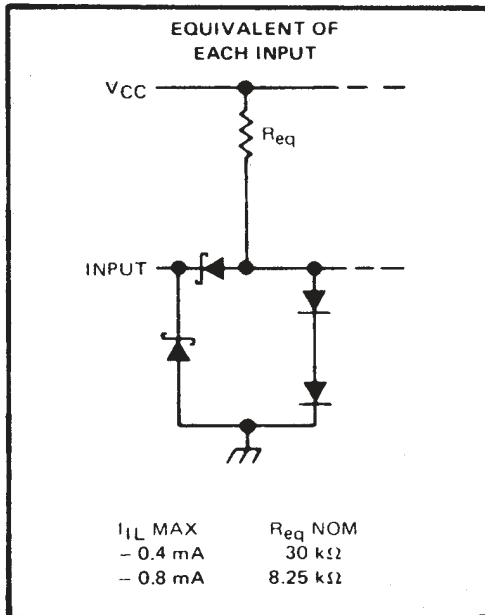 EQUIVALENT OF
EACH INPUT
VCC
Req
INPUT
IIL MAX Req NOM
– 0.4 mA 30 kΩ
– 0.8 mA 8.25 kΩ